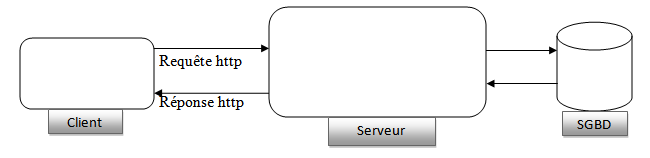 Requête http
Réponse http
Client
Serveur
SGBD